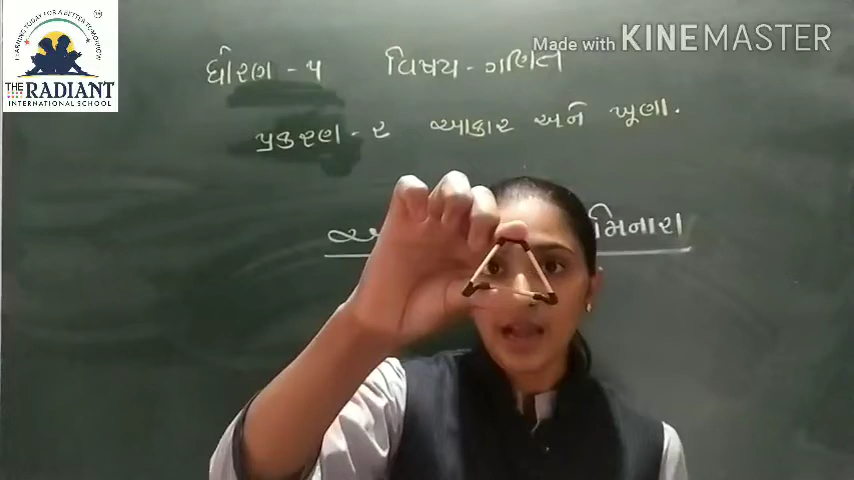 LEARNING TODAY FOR A BETTER TOMORROW
THE RADIANT
INTERNATIONAL SCHOOL
Made with KINEMASTER
ધોરણ - ૫ વિષય - ગણિત
પ્રકરણ - ૨ આકાર અને ખૂણા.
મિનારા